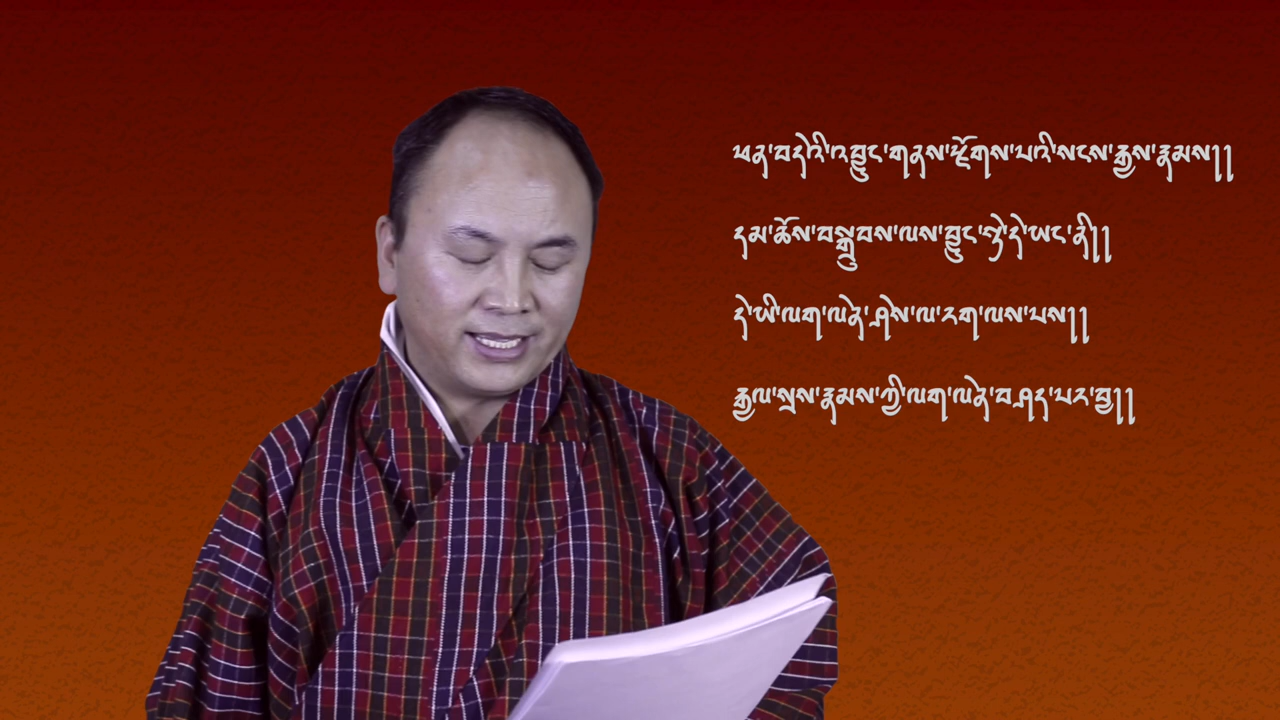 ཕན་བདེའི་འབྱུང་གནས་རྫོགས་པའི་སངས་རྒྱས་རྣམས།།
དམ་ཆོས་བསྒྲུབས་ལས་བྱུང་སྟེ་དེ་ཡང་ནི།།
དེ་ཡི་ལག་ལེན་ཤེས་ལ་རག་ལས་པས།།
རྒྱལ་སྲས་རྣམས་ཀྱི་ལག་ལེན་བཤད་པར་བྱ།།